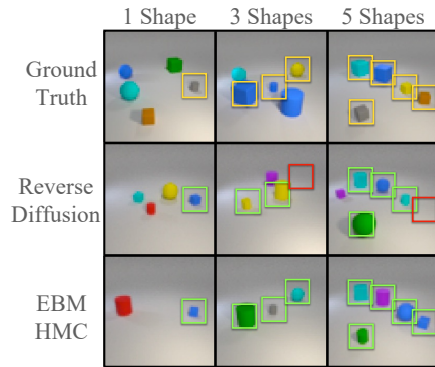 1 Shape 3 Shapes 5 Shapes
Ground
Truth
Reverse
Diffusion
EBM
HMC